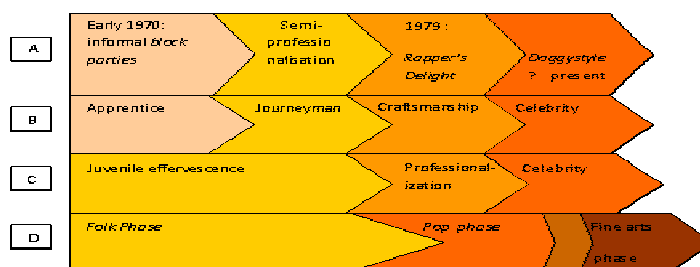 A
Early 1970:
informal block
parties
Semi-
professio
nalisation
1979 :
Rapper's
Delight
Doggystyle
? present
B
Apprentice
Journeyman
Craftsmanship
Celebrity
C
Juvenile effervescence
Professional-
ization
Celebrity
D
Folk Phase
Pop phase
Fine arts
phase